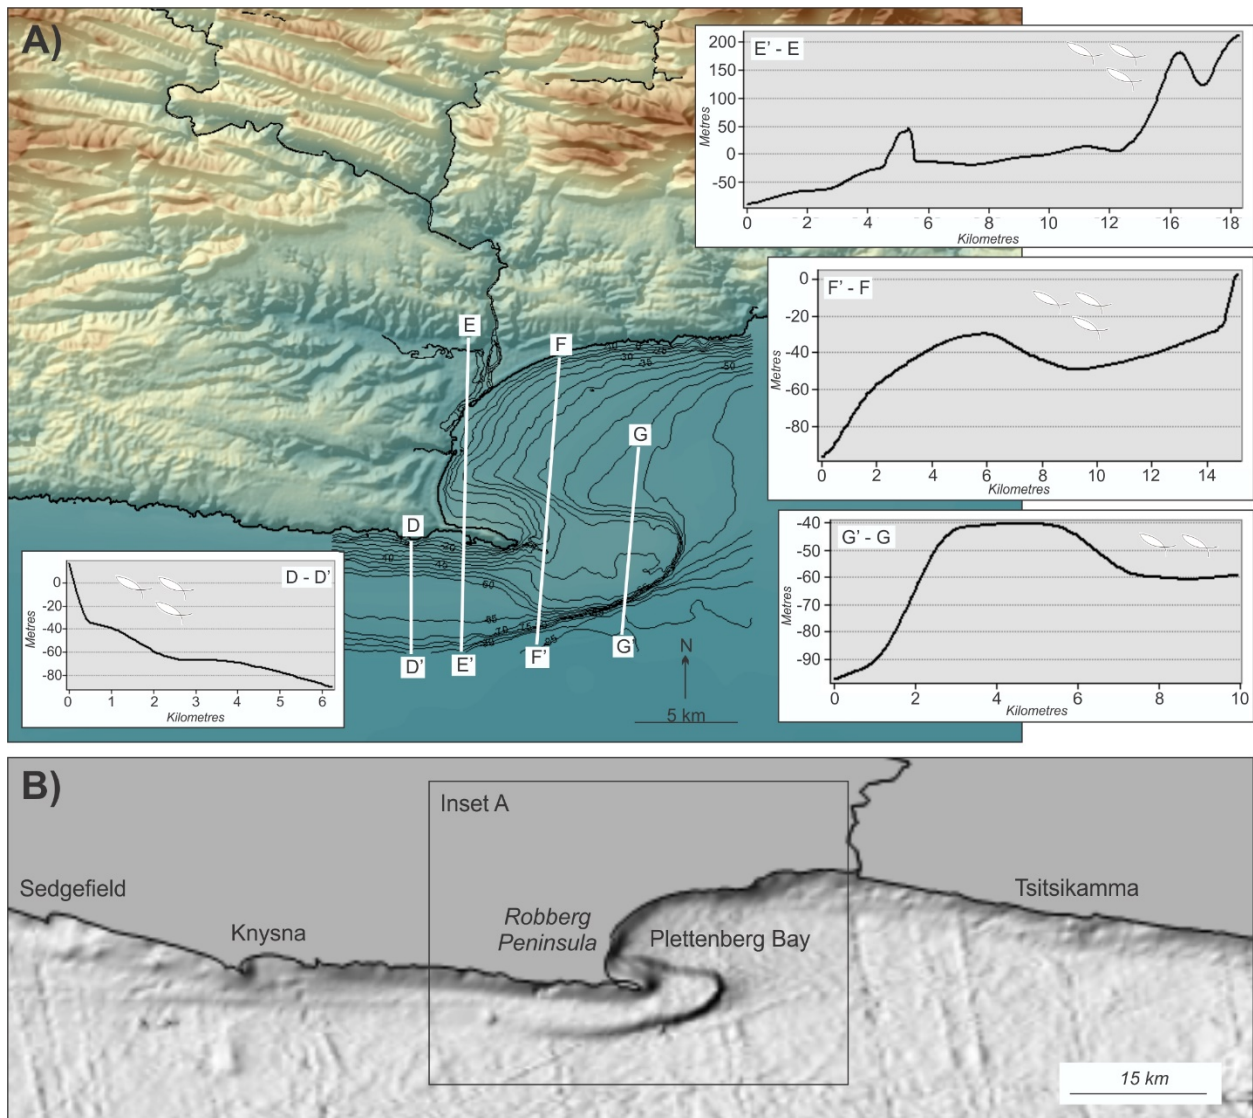 A)
E' - E
200
150
100
50
0
-50
Metres
0 2 4 6 8 10 12 14 16 18
Kilometres
F' - F
0
-20
-40
-60
-80
Metres
0 2 4 6 8 10 12 14
Kilometres
G' - G
-40
-50
-60
-70
-80
-90
Metres
0 2 4 6 8 10
Kilometres
D - D'
0
-20
-40
-60
-80
Metres
0 1 2 3 4 5 6
Kilometres
E
F
G
D
D'
E'
F'
G'
N
5 km
B)
Inset A
Sedgefield
Knysna
Robberg
Peninsula
Plettenberg Bay
Tsitsikamma
15 km